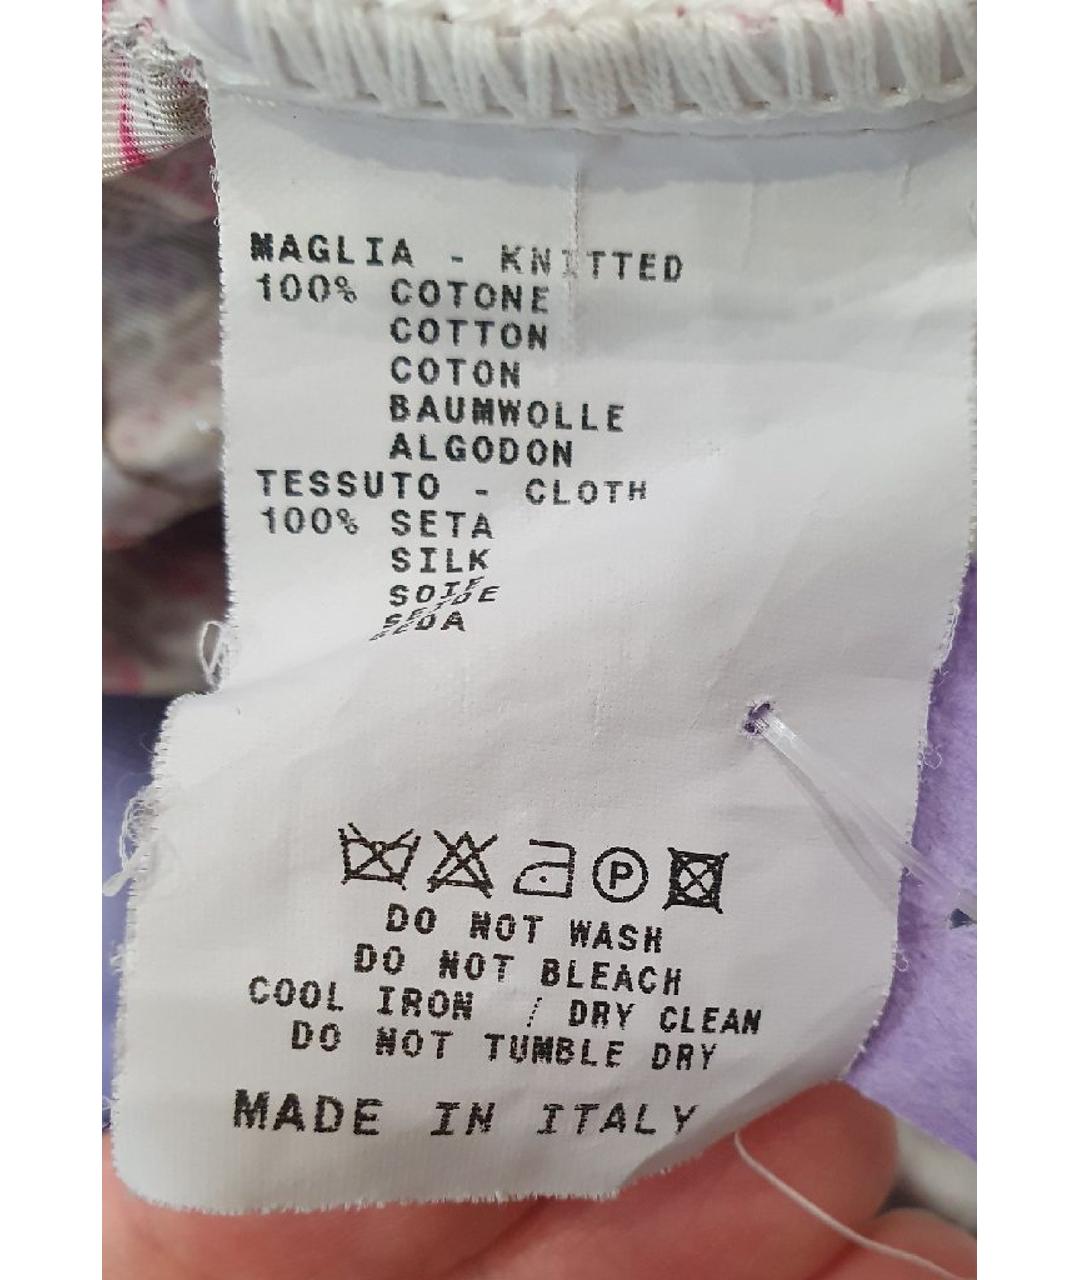 MAGLIA - KNITTED
100% COTONE
COTTON
COTON
BAUMWOLLE
ALGODON
TESSUTO - CLOTH
100% SETA
SILK
SOIE
SEIDE
SEDA
P
DO NOT WASH
DO NOT BLEACH
COOL IRON / DRY CLEAN
DO NOT TUMBLE DRY
MADE IN ITALY